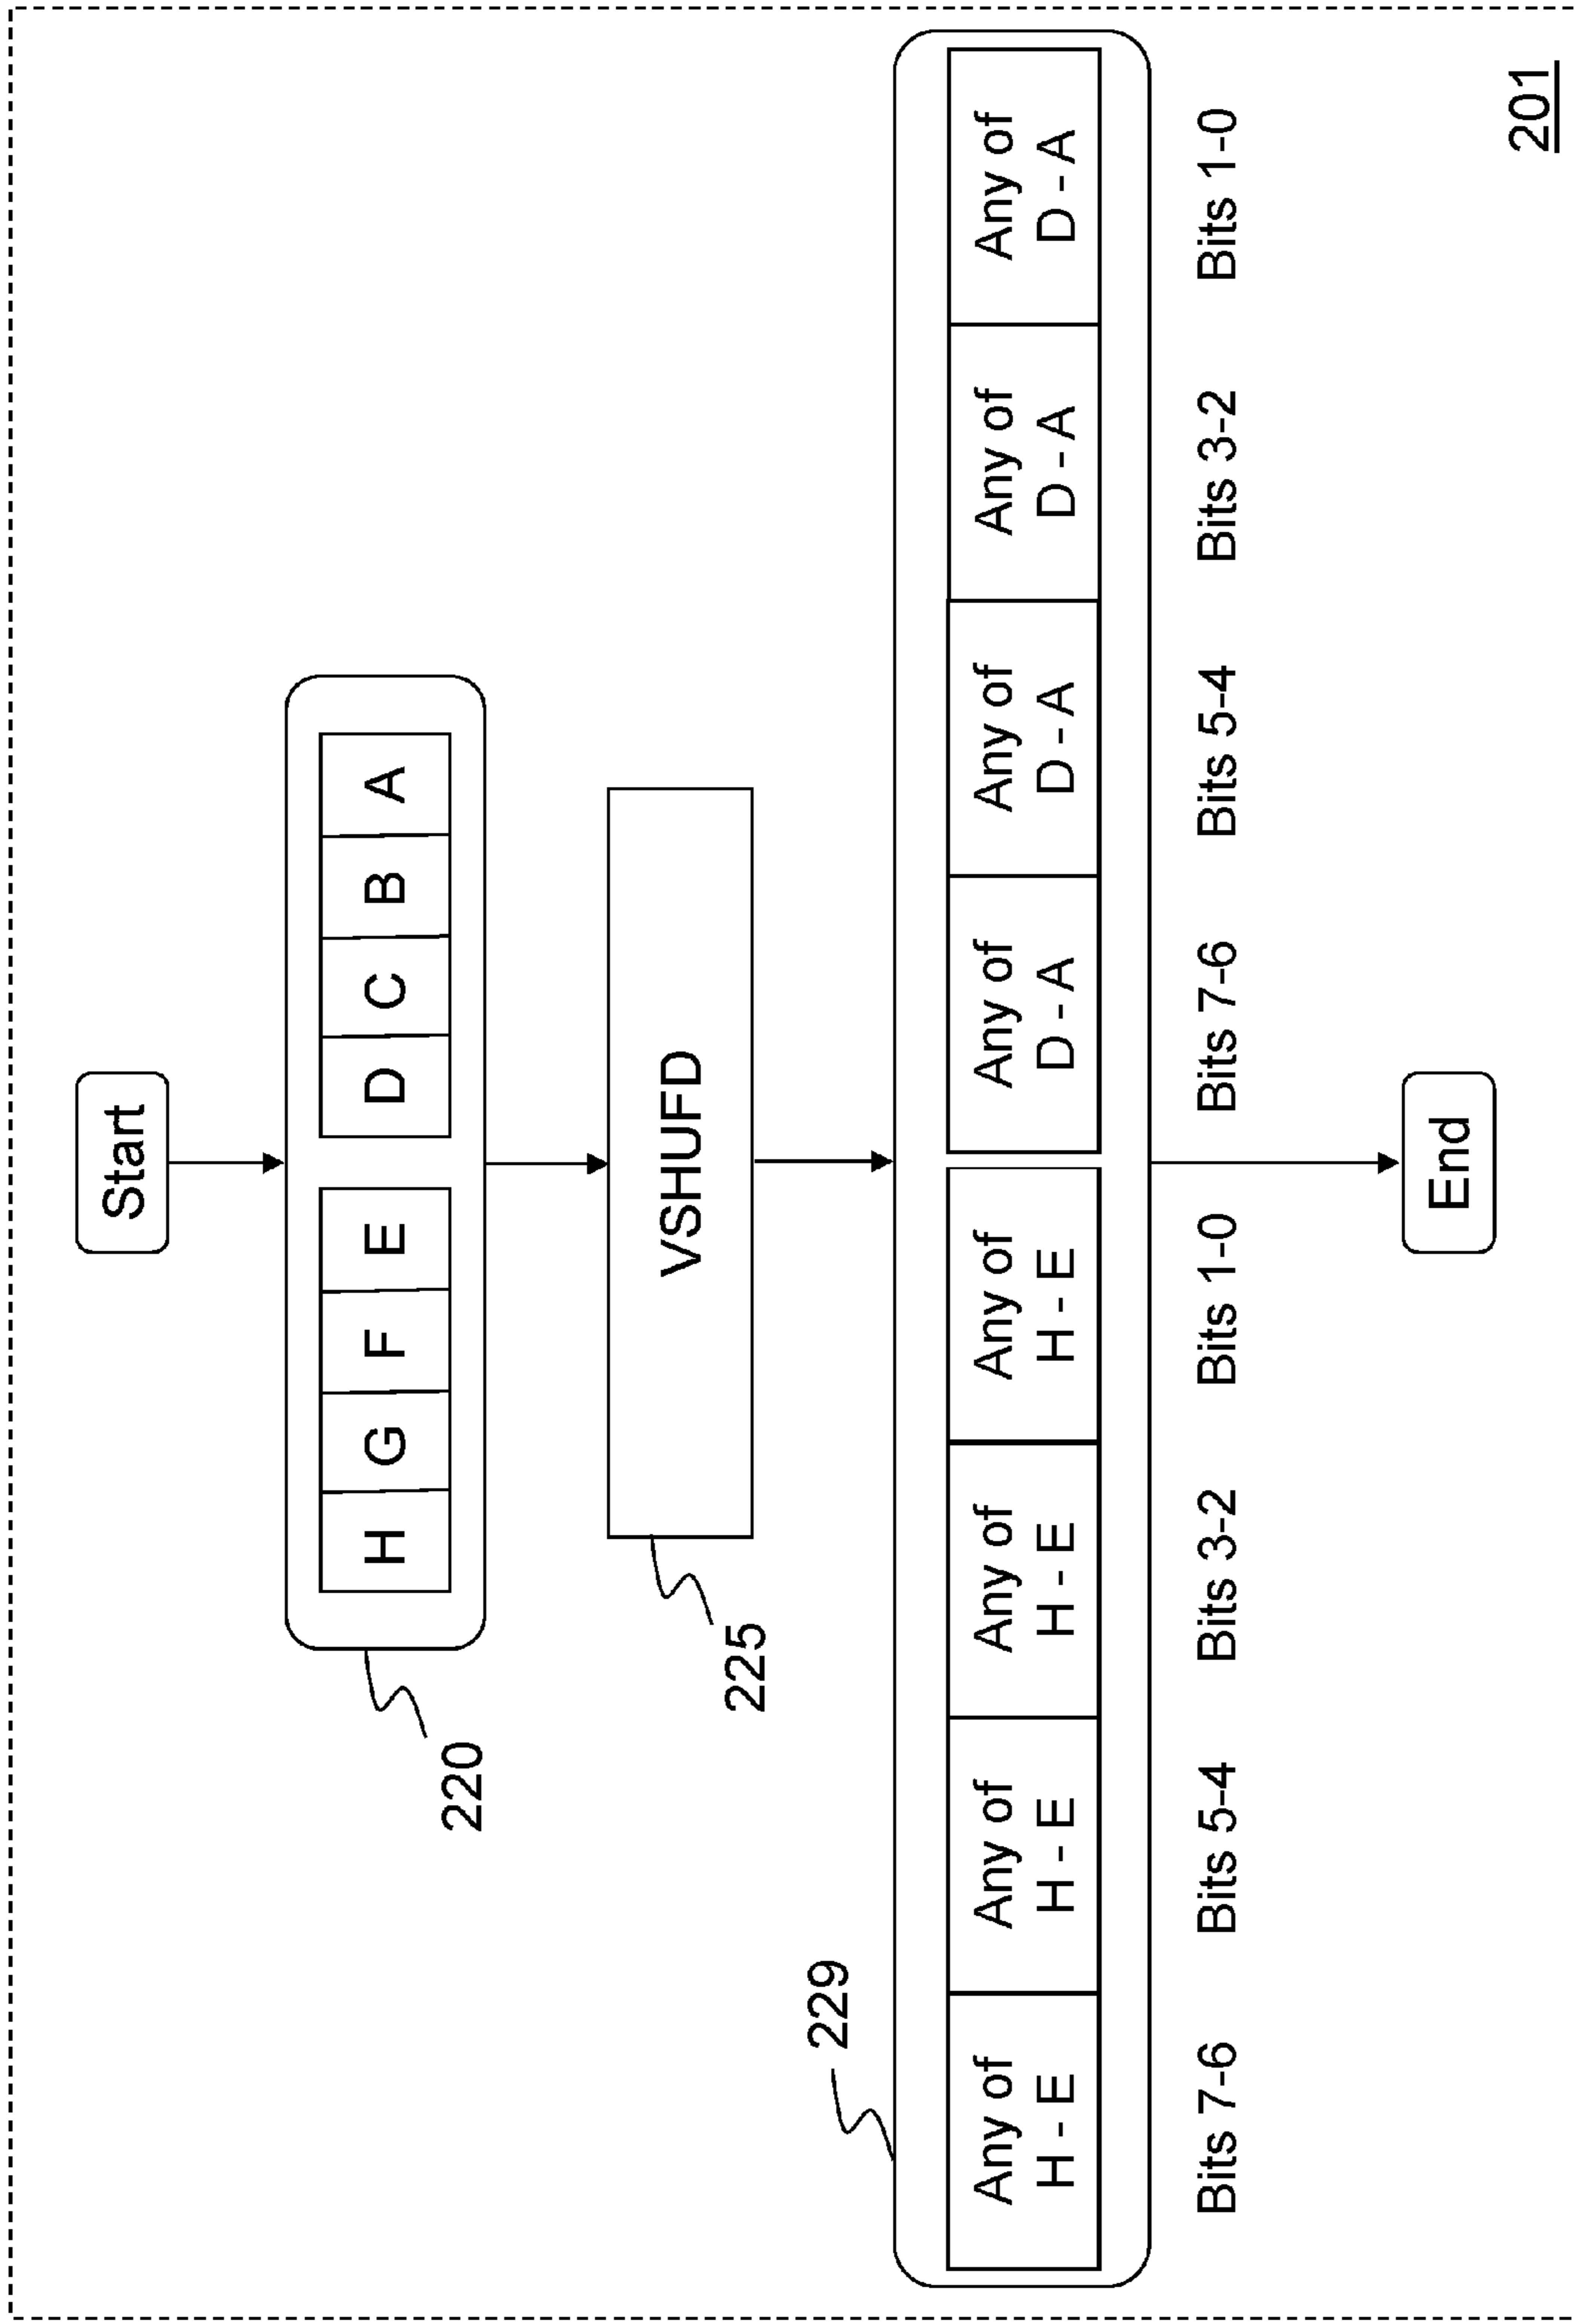 Start
H G F E D C B A
220
VSHUFD
225
229
Any of H - E
Any of H - E
Any of H - E
Any of H - E
Any of D - A
Any of D - A
Any of D - A
Any of D - A
Bits 7-6 Bits 5-4 Bits 3-2 Bits 1-0 Bits 7-6 Bits 5-4 Bits 3-2 Bits 1-0
End
201